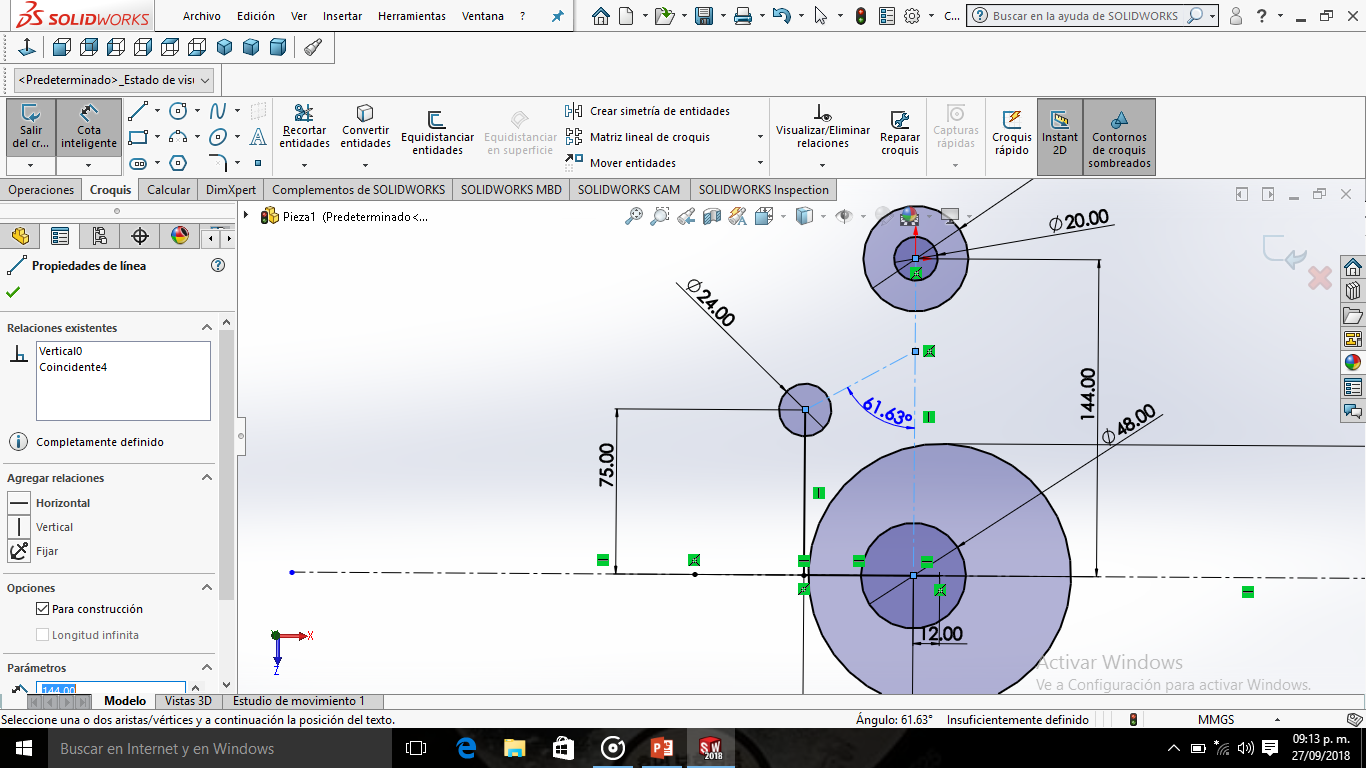 SOLIDWORKS
Archivo Edición Ver Insertar Herramientas Ventana ?
C...
Buscar en la ayuda de SOLIDWORKS
?
<Predeterminado>_Estado de visu
Salir del cr...
Cota inteligente
Recortar entidades
Convertir entidades
Equidistanciar entidades
Equidistanciar en superficie
Crear simetría de entidades
Matriz lineal de croquis
Mover entidades
Visualizar/Eliminar relaciones
Reparar croquis
Capturas rápidas
Croquis rápido
Instant 2D
Contornos de croquis sombreados
Operaciones Croquis Calcular DimXpert Complementos de SOLIDWORKS SOLIDWORKS MBD SOLIDWORKS CAM SOLIDWORKS Inspection
Pieza1 (Predeterminado<...
Propiedades de línea
?
Relaciones existentes
Vertical0
Coincidente4
Completamente definido
Agregar relaciones
Horizontal
Vertical
Fijar
Opciones
Para construcción
Longitud infinita
Parámetros
144.00
∅20.00
∅24.00
61.63°
144.00
∅48.00
75.00
12.00
X
Z
Activar Windows
Ve a Configuración para activar Windows.
Modelo Vistas 3D Estudio de movimiento 1
Seleccione una o dos aristas/vértices y a continuación la posición del texto.
Ángulo: 61.63° Insuficientemente definido MMGS
Buscar en Internet y en Windows
09:13 p. m.
27/09/2018